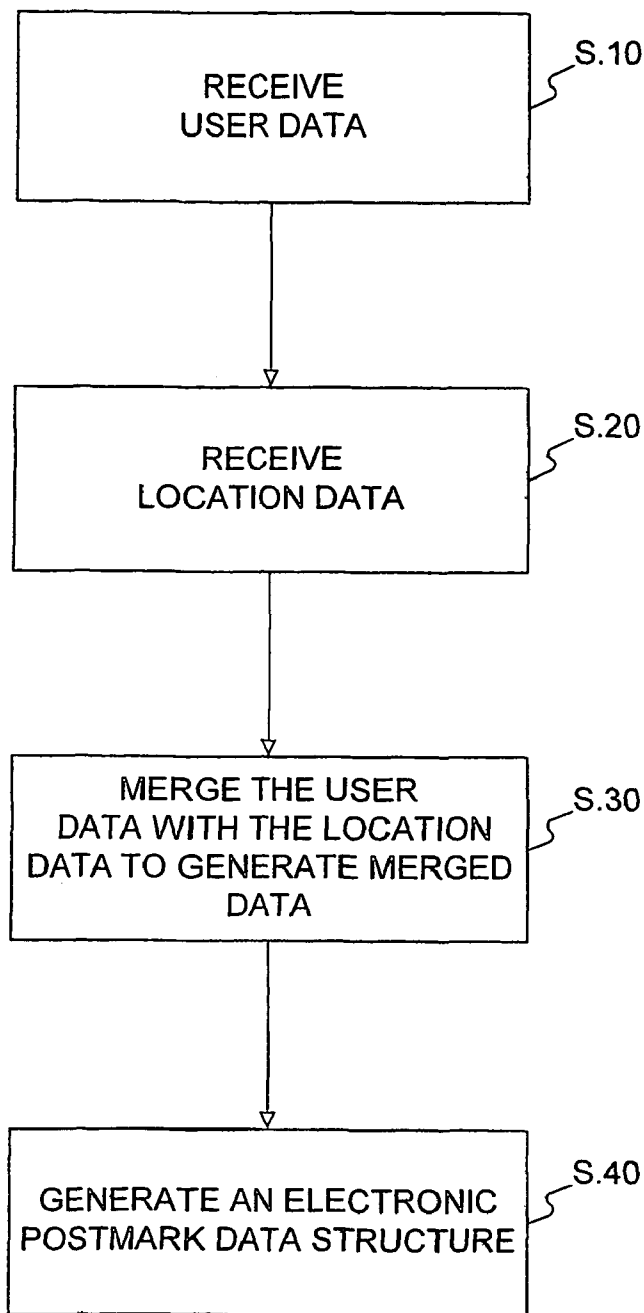 S.10
RECEIVE
USER DATA
S.20
RECEIVE
LOCATION DATA
S.30
MERGE THE USER
DATA WITH THE LOCATION
DATA TO GENERATE MERGED
DATA
S.40
GENERATE AN ELECTRONIC
POSTMARK DATA STRUCTURE